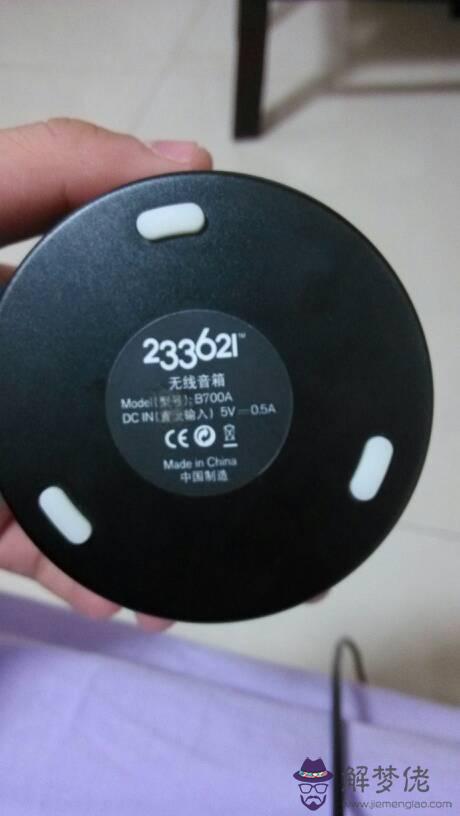 233621™
无线音箱
Model(型号): B700A
DC IN(直流输入) 5V⎓0.5A
CE
Made in China
中国制造
解梦佬
www.jiemenglao.com